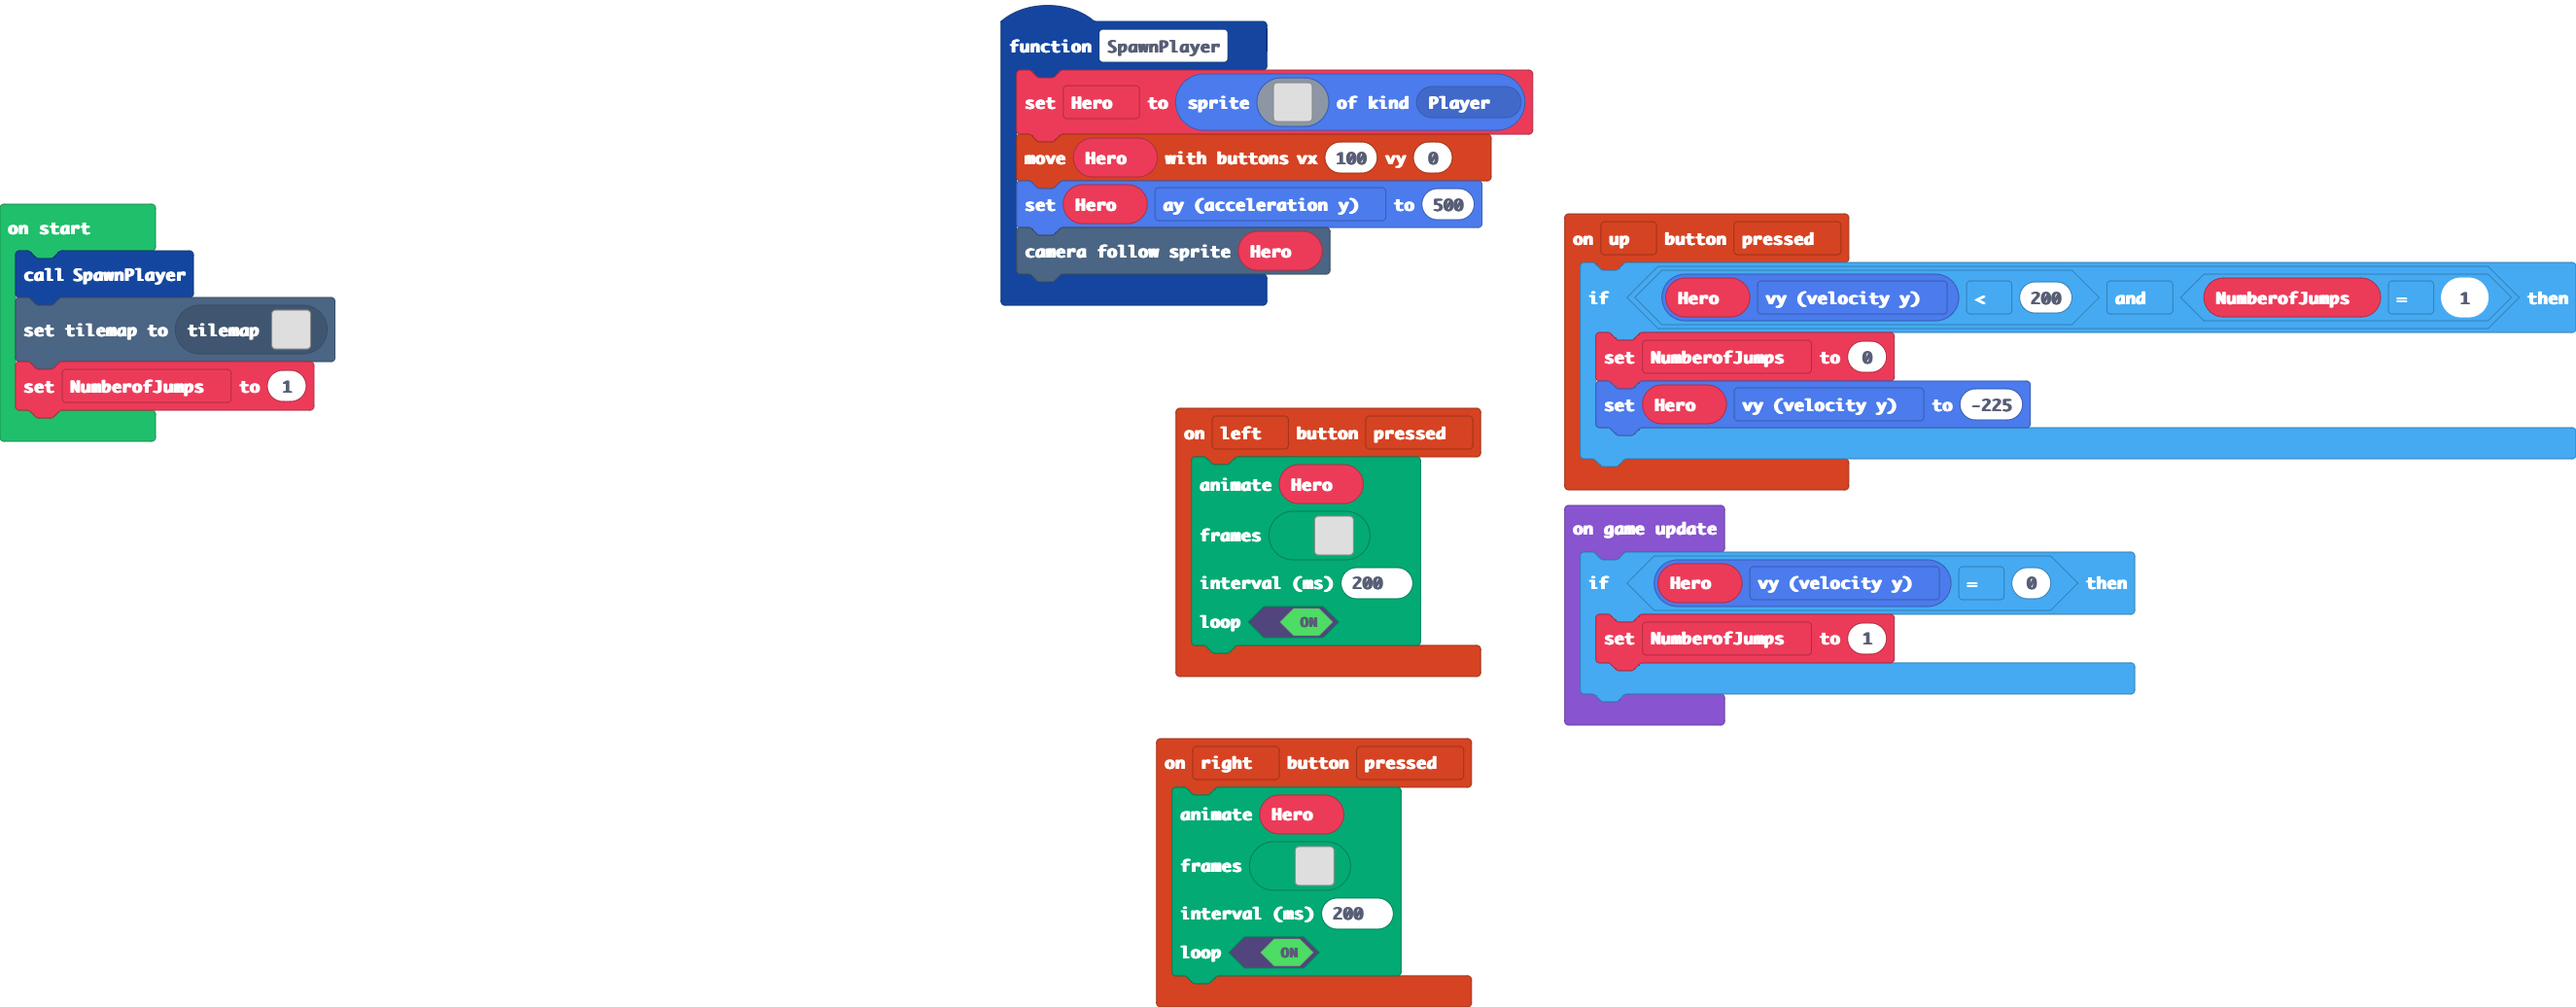 on start
call SpawnPlayer
set tilemap to tilemap
set NumberofJumps to 1
function SpawnPlayer
set Hero to sprite of kind Player
move Hero with buttons vx 100 vy 0
set Hero ay (acceleration y) to 500
camera follow sprite Hero
on left button pressed
animate Hero
frames
interval (ms) 200
loop ON
on right button pressed
animate Hero
frames
interval (ms) 200
loop ON
on up button pressed
if Hero vy (velocity y) < 200 and NumberofJumps = 1 then
set NumberofJumps to 0
set Hero vy (velocity y) to -225
on game update
if Hero vy (velocity y) = 0 then
set NumberofJumps to 1